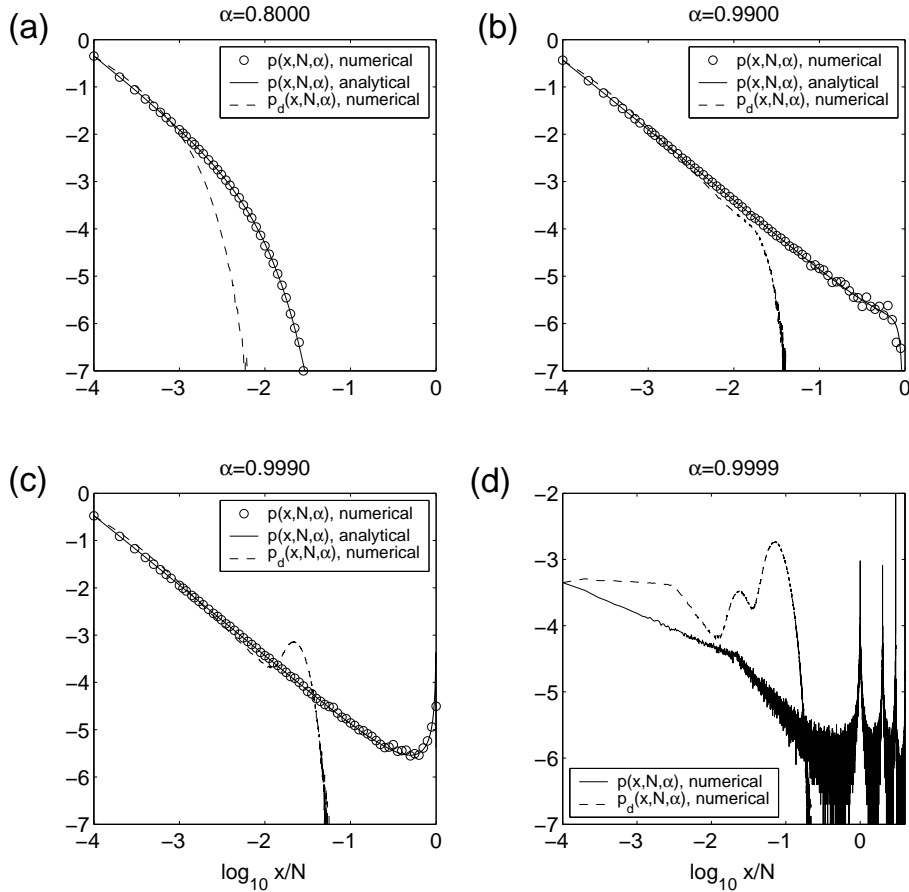 (a)
α=0.8000
0
−1
−2
−3
−4
−5
−6
−7
−4 −3 −2 −1 0
p(x,N,α), numerical
p(x,N,α), analytical
p_d(x,N,α), numerical
(b)
α=0.9900
0
−1
−2
−3
−4
−5
−6
−7
−4 −3 −2 −1 0
p(x,N,α), numerical
p(x,N,α), analytical
p_d(x,N,α), numerical
(c)
α=0.9990
0
−1
−2
−3
−4
−5
−6
−7
−4 −3 −2 −1 0
p(x,N,α), numerical
p(x,N,α), analytical
p_d(x,N,α), numerical
log_10 x/N
(d)
α=0.9999
−2
−3
−4
−5
−6
−7
−4 −3 −2 −1 0
p(x,N,α), numerical
p_d(x,N,α), numerical
log_10 x/N